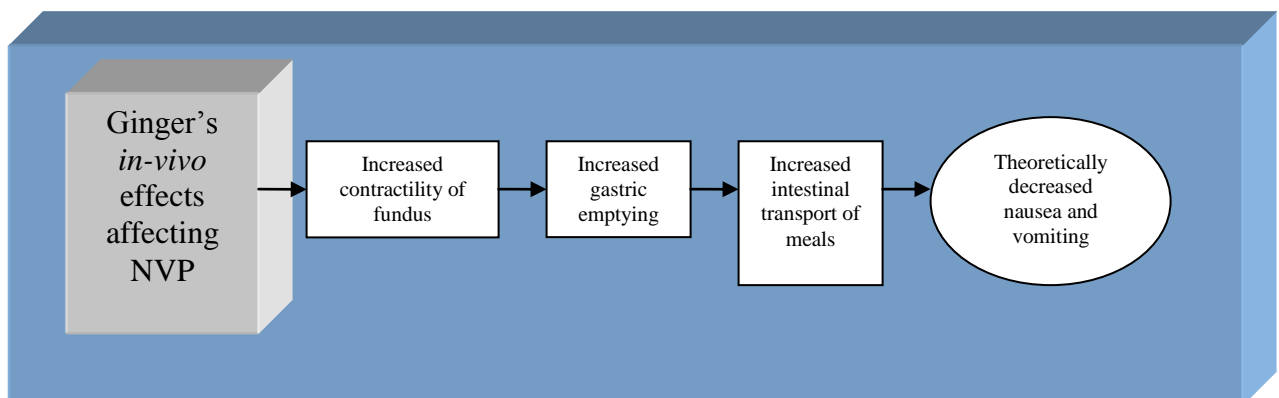 Ginger’s
in-vivo
effects
affecting
NVP
Increased
contractility of
fundus
Increased
gastric
emptying
Increased
intestinal
transport of
meals
Theoretically
decreased
nausea and
vomiting